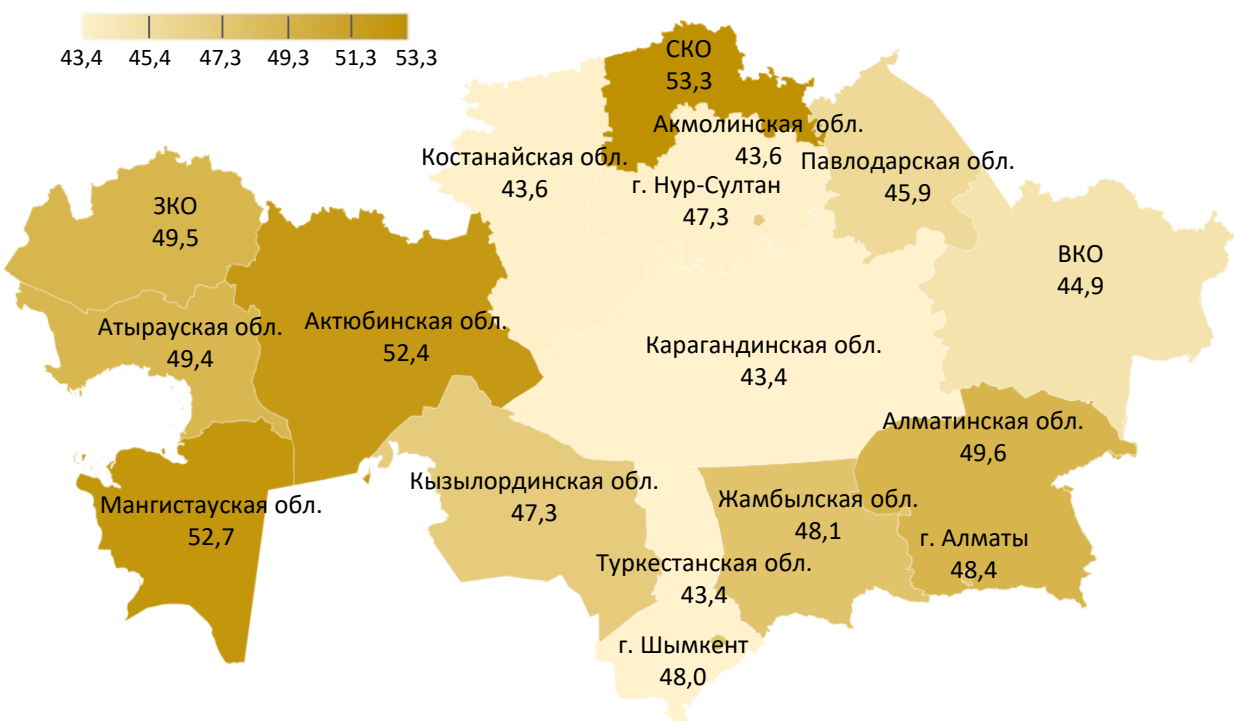 43,4 45,4 47,3 49,3 51,3 53,3
СКО
53,3
Акмолинская обл.
43,6
Костанайская обл.
43,6
Павлодарская обл.
45,9
г. Нур-Султан
47,3
ЗКО
49,5
ВКО
44,9
Атырауская обл.
49,4
Актюбинская обл.
52,4
Карагандинская обл.
43,4
Алматинская обл.
49,6
Кызылординская обл.
47,3
Жамбылская обл.
48,1
Мангистауская обл.
52,7
г. Алматы
48,4
Туркестанская обл.
43,4
г. Шымкент
48,0